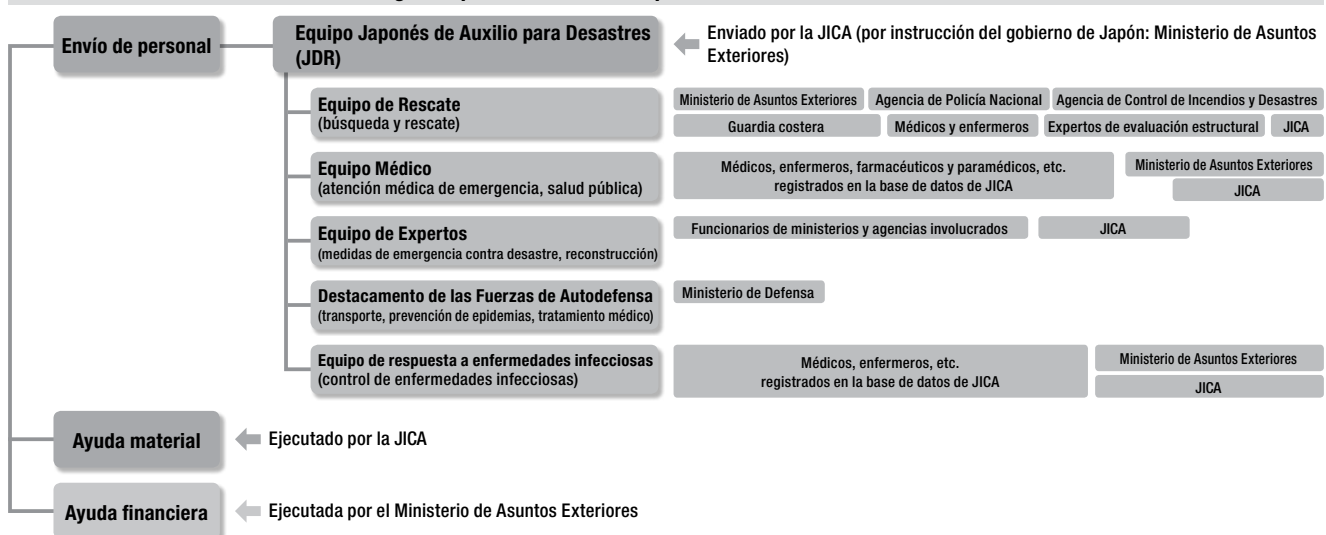 Envío de personal
Equipo Japonés de Auxilio para Desastres
(JDR)
Enviado por la JICA (por instrucción del gobierno de Japón: Ministerio de Asuntos
Exteriores)
Equipo de Rescate
(búsqueda y rescate)
Ministerio de Asuntos Exteriores
Agencia de Policía Nacional
Agencia de Control de Incendios y Desastres
Guardia costera
Médicos y enfermeros
Expertos de evaluación estructural
JICA
Equipo Médico
(atención médica de emergencia, salud pública)
Médicos, enfermeros, farmacéuticos y paramédicos, etc.
registrados en la base de datos de JICA
Ministerio de Asuntos Exteriores
JICA
Equipo de Expertos
(medidas de emergencia contra desastre, reconstrucción)
Funcionarios de ministerios y agencias involucrados
JICA
Destacamento de las Fuerzas de Autodefensa
(transporte, prevención de epidemias, tratamiento médico)
Ministerio de Defensa
Equipo de respuesta a enfermedades infecciosas
(control de enfermedades infecciosas)
Médicos, enfermeros, etc.
registrados en la base de datos de JICA
Ministerio de Asuntos Exteriores
JICA
Ayuda material
Ejecutado por la JICA
Ayuda financiera
Ejecutada por el Ministerio de Asuntos Exteriores